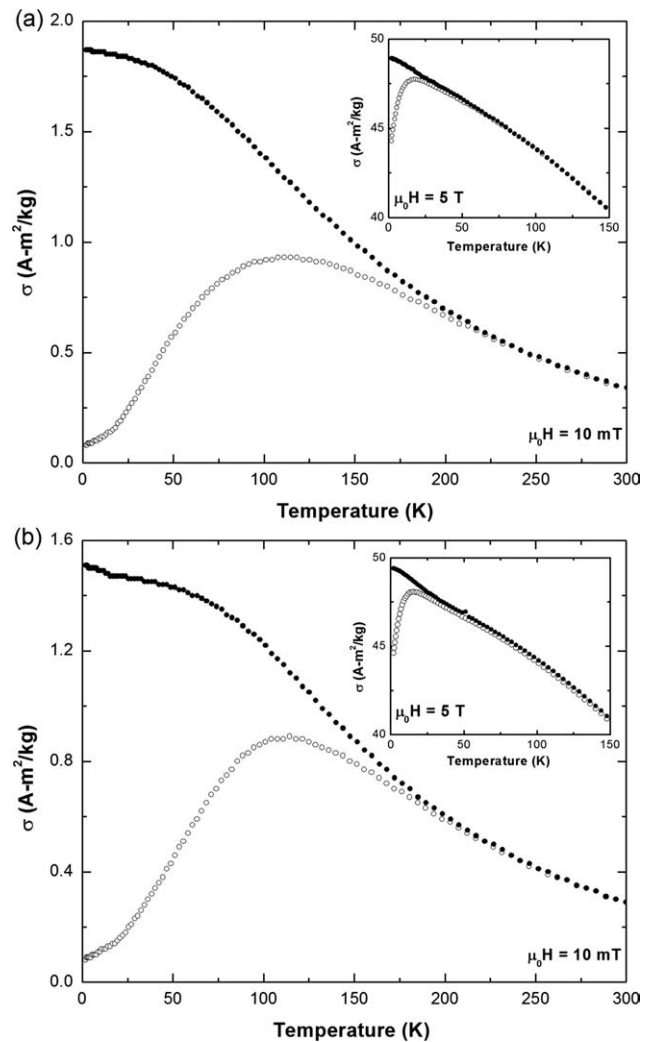 (a)
2.0
1.5
1.0
0.5
0.0
σ (A-m²/kg)
0 50 100 150 200 250 300
Temperature (K)
μ₀H = 10 mT
50
45
40
σ (A-m²/kg)
0 50 100 150
Temperature (K)
μ₀H = 5 T
(b)
1.6
1.2
0.8
0.4
0.0
σ (A-m²/kg)
0 50 100 150 200 250 300
Temperature (K)
μ₀H = 10 mT
50
45
40
σ (A-m²/kg)
0 50 100 150
Temperature (K)
μ₀H = 5 T